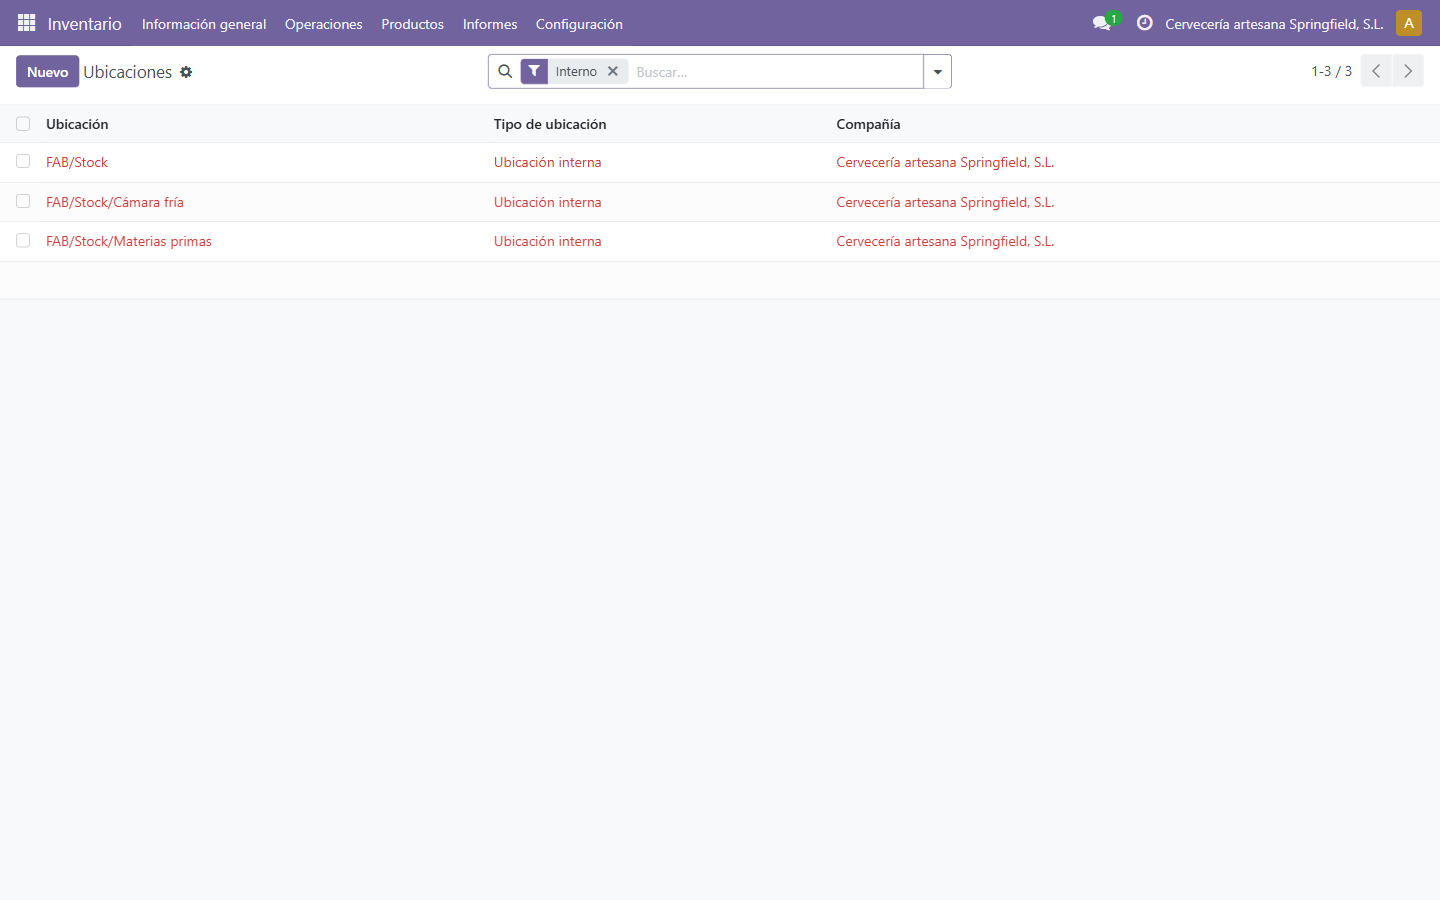 Inventario Información general Operaciones Productos Informes Configuración 1 Cervecería artesana Springfield, S.L. A
Nuevo Ubicaciones Interno Buscar... 1-3 / 3
Ubicación Tipo de ubicación Compañía
FAB/Stock Ubicación interna Cervecería artesana Springfield, S.L.
FAB/Stock/Cámara fría Ubicación interna Cervecería artesana Springfield, S.L.
FAB/Stock/Materias primas Ubicación interna Cervecería artesana Springfield, S.L.